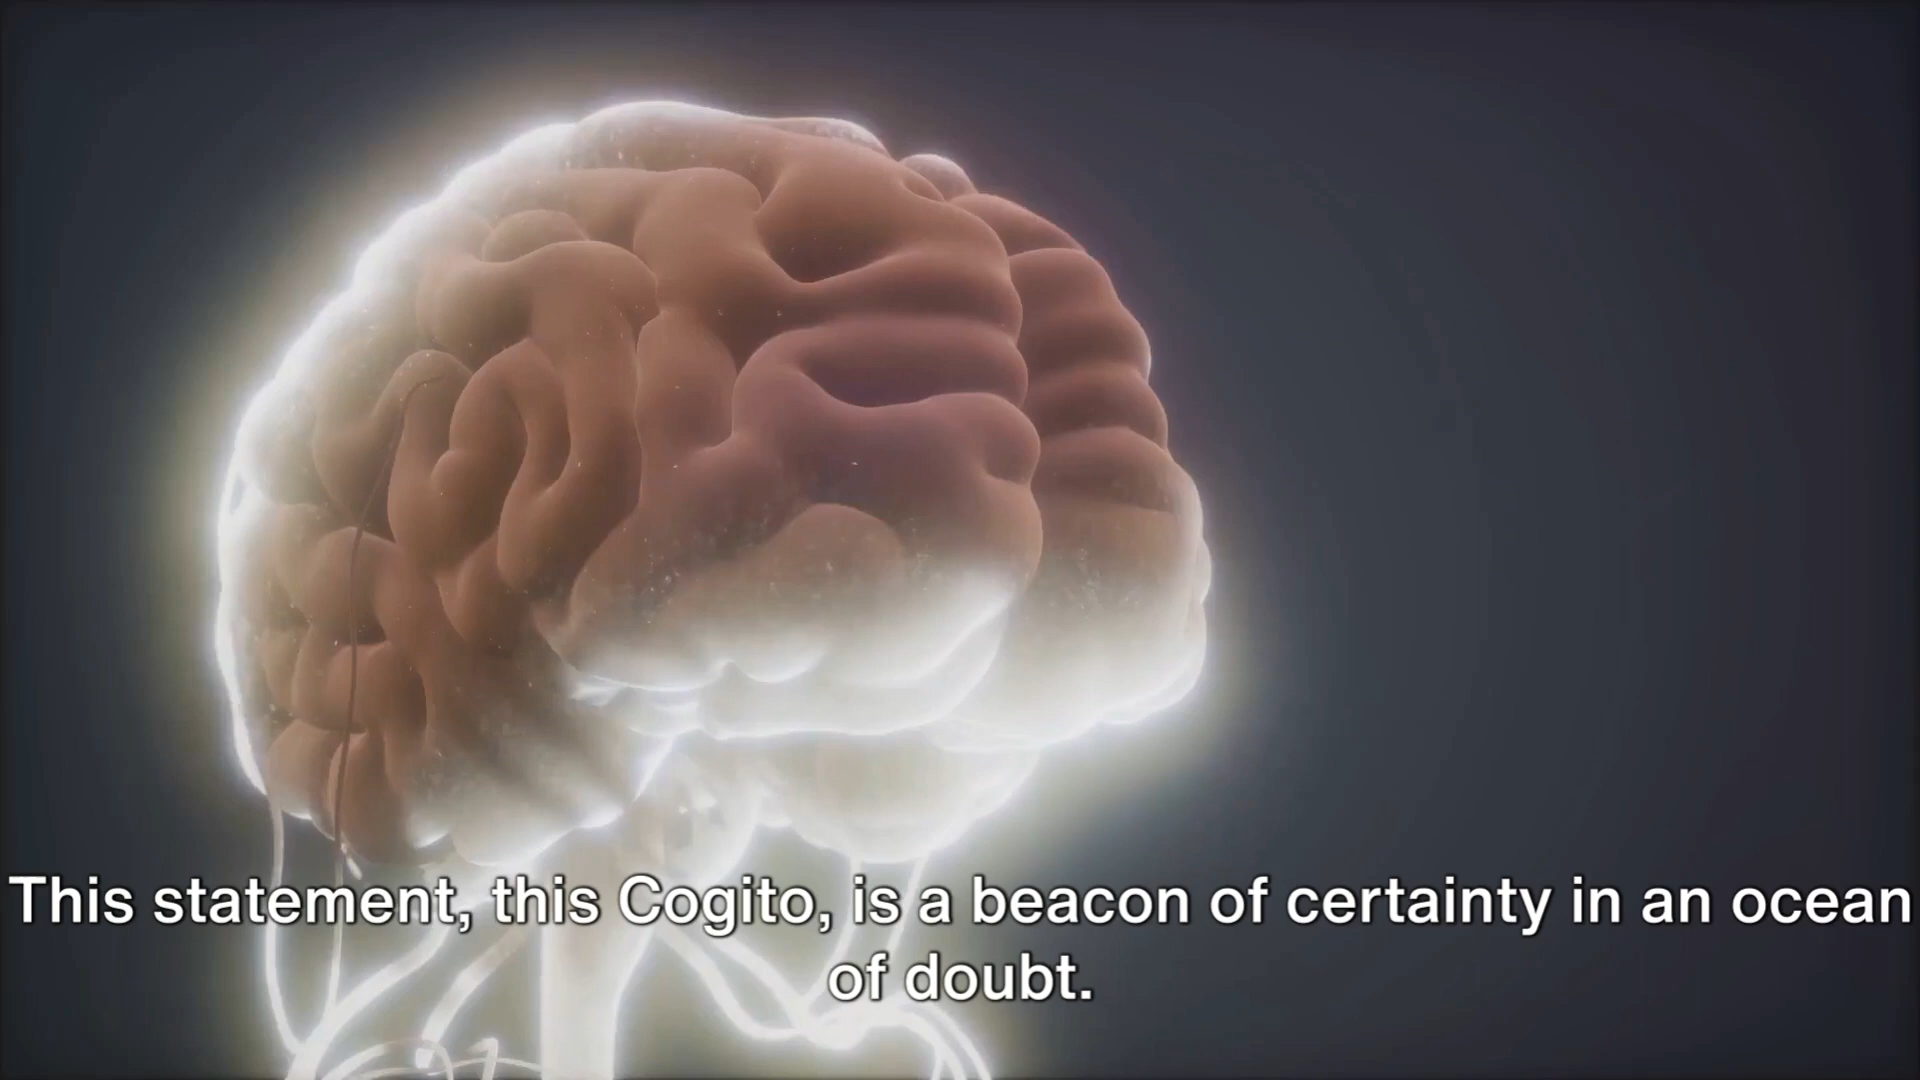 This statement, this Cogito, is a beacon of certainty in an ocean
of doubt.